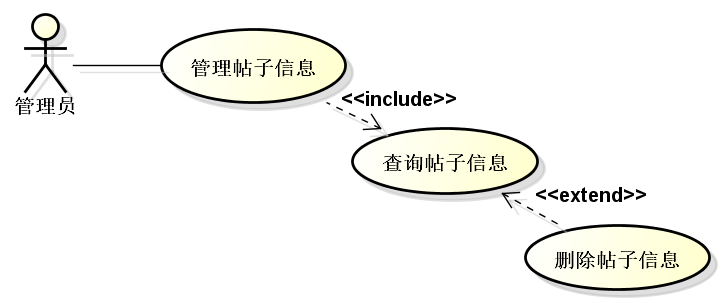 管理帖子信息
管理员
<<include>>
查询帖子信息
<<extend>>
删除帖子信息